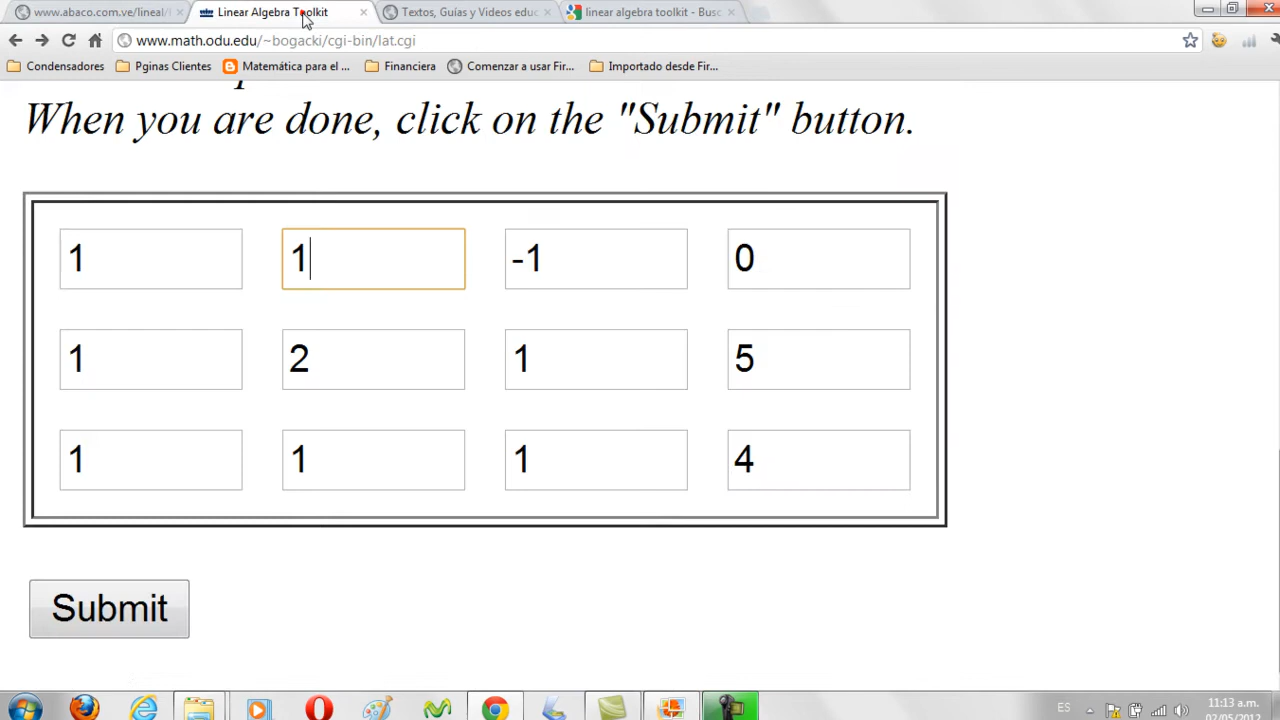 www.abaco.com.ve/lineal/
Linear Algebra Toolkit
Textos, Guías y Videos educ
linear algebra toolkit - Busc
www.math.odu.edu/~bogacki/cgi-bin/lat.cgi
Condensadores
Pginas Clientes
Matemática para el ...
Financiera
Comenzar a usar Fir...
Importado desde Fir...
When you are done, click on the "Submit" button.
1 1 -1 0
1 2 1 5
1 1 1 4
Submit
ES
11:13 a.m.
02/05/2012